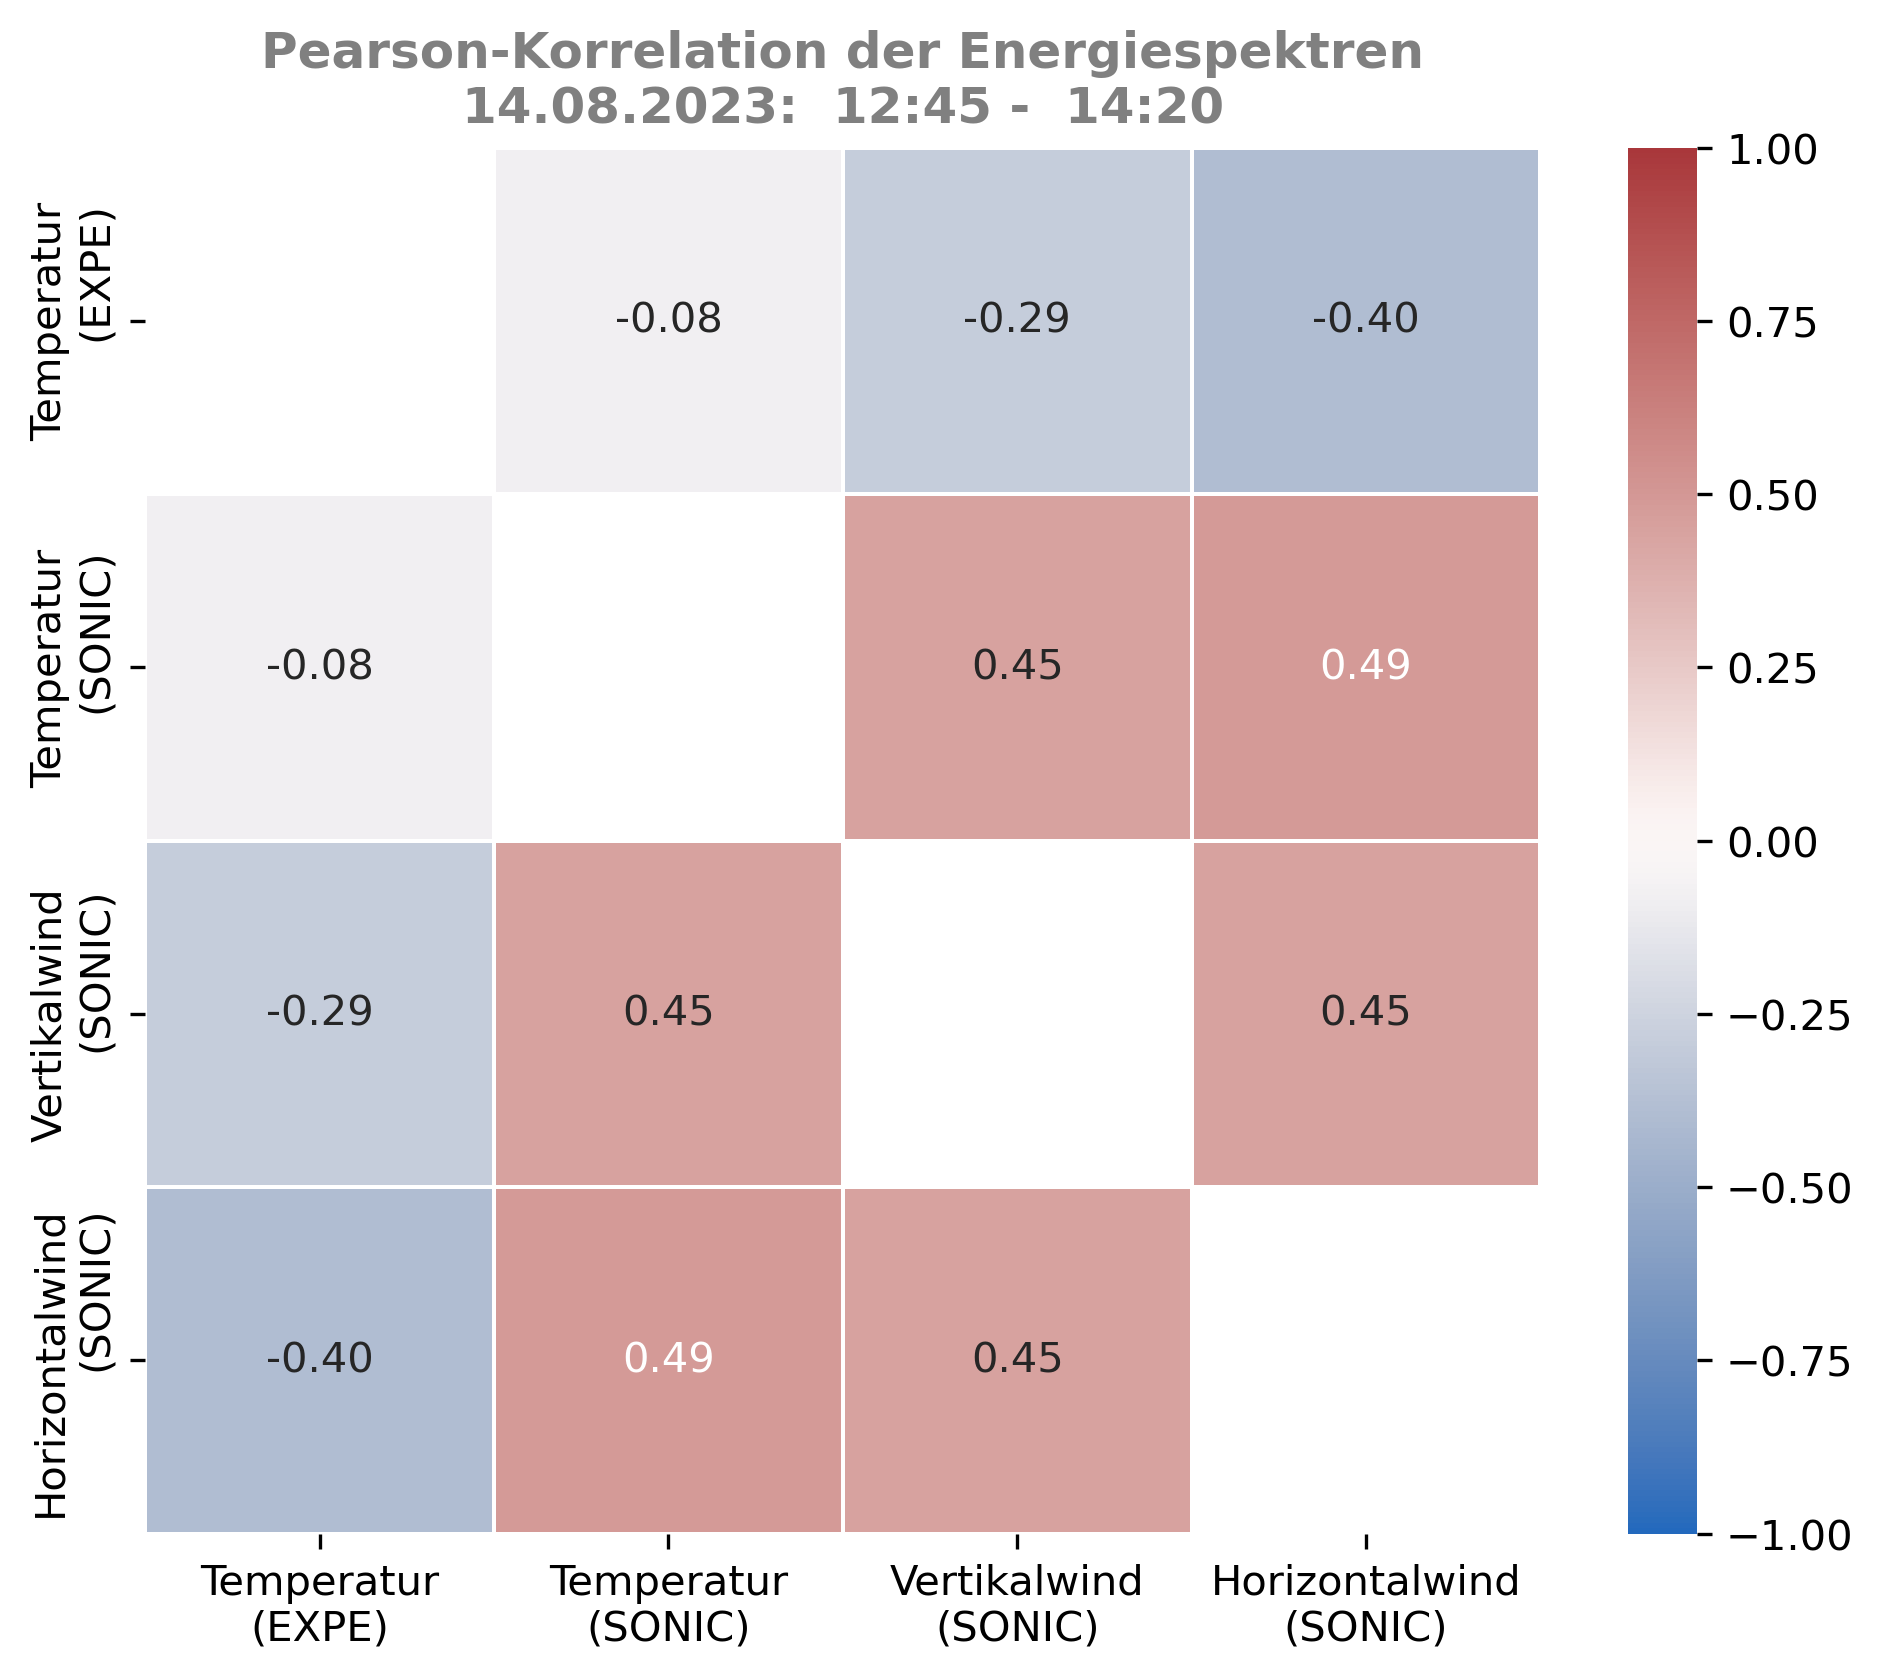 Pearson-Korrelation der Energiespektren
14.08.2023:  12:45 -  14:20
Temperatur
(EXPE)
-0.08
-0.29
-0.40
Temperatur
(SONIC)
-0.08
0.45
0.49
Vertikalwind
(SONIC)
-0.29
0.45
0.45
Horizontalwind
(SONIC)
-0.40
0.49
0.45
Temperatur
(EXPE)
Temperatur
(SONIC)
Vertikalwind
(SONIC)
Horizontalwind
(SONIC)
1.00
0.75
0.50
0.25
0.00
−0.25
−0.50
−0.75
−1.00